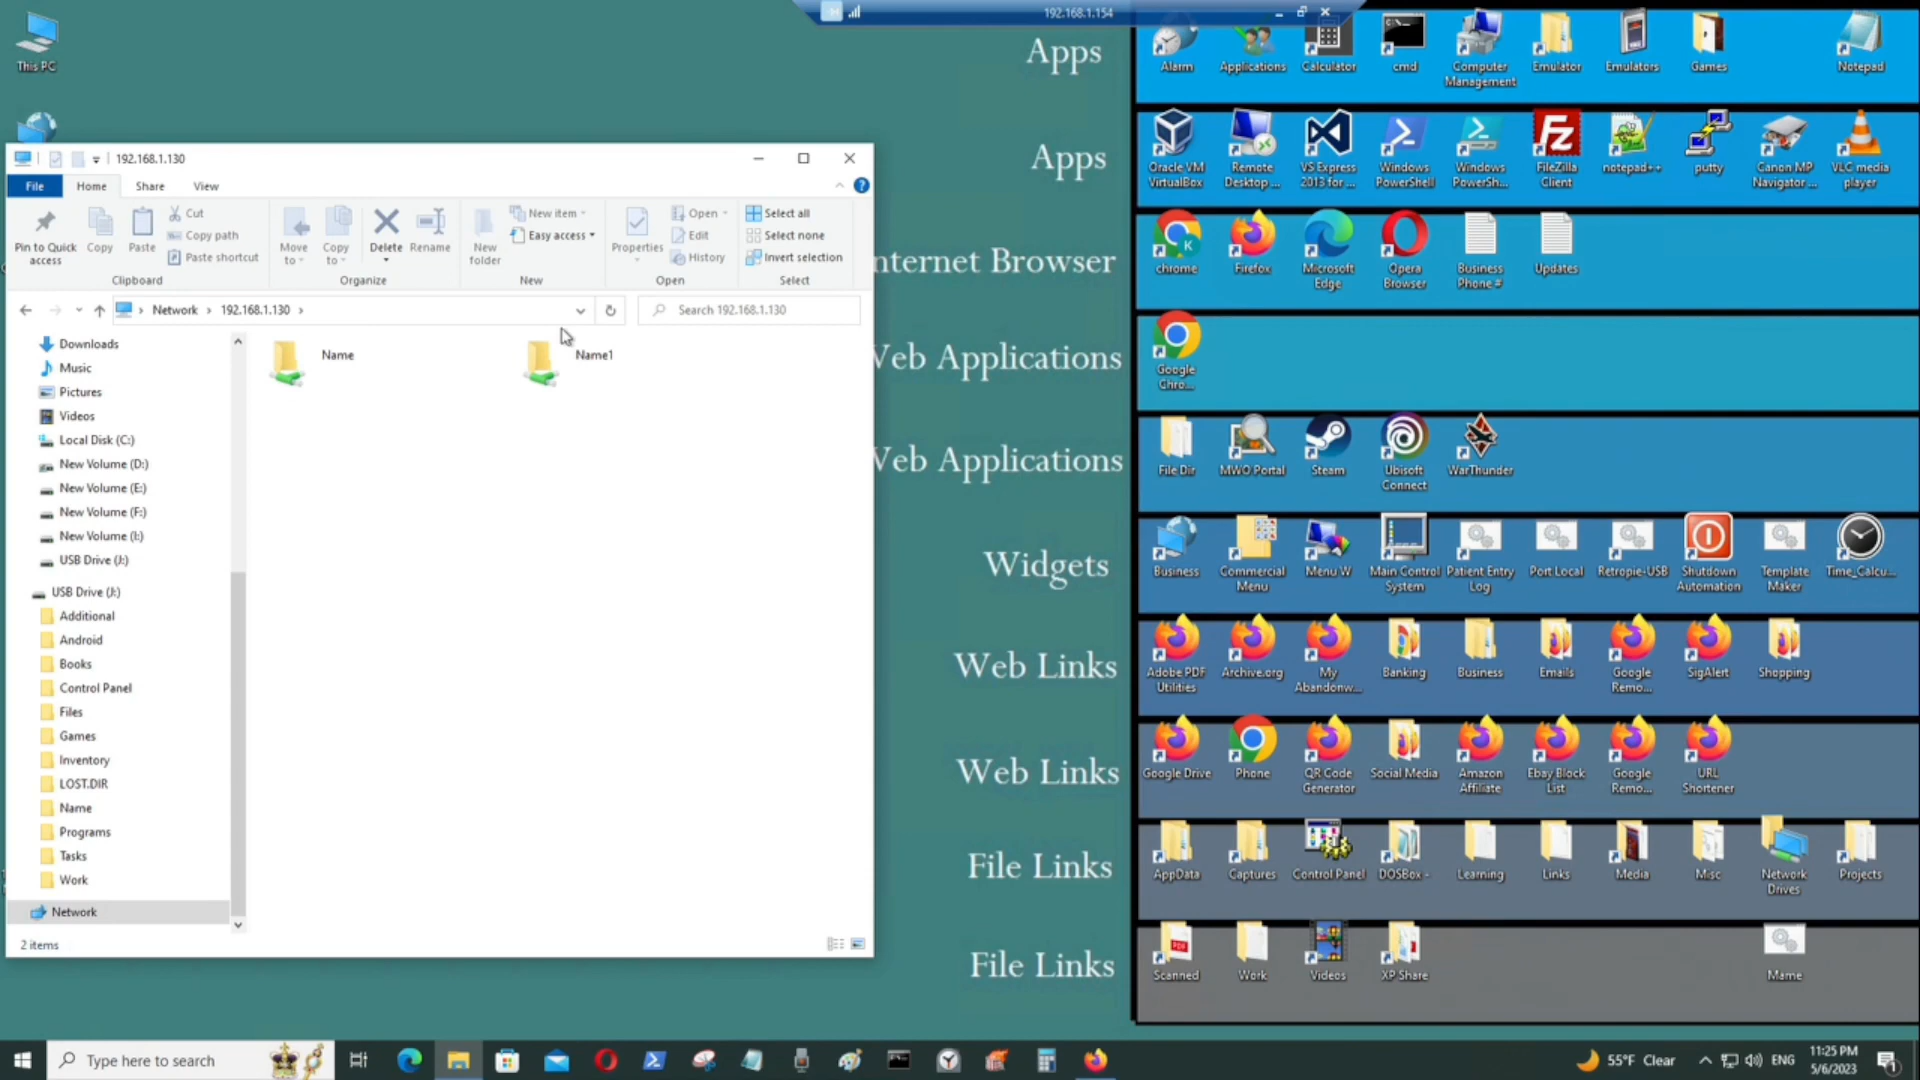 192.168.1.154
This PC
192.168.1.130
File Home Share View
Pin to Quick access
Copy
Paste
Cut
Copy path
Paste shortcut
Clipboard
Move to
Copy to
Delete
Rename
Organize
New folder
New item
Easy access
New
Properties
Open
Edit
History
Open
Select all
Select none
Invert selection
Select
Network › 192.168.1.130 ›
Search 192.168.1.130
Downloads
Music
Pictures
Videos
Local Disk (C:)
New Volume (D:)
New Volume (E:)
New Volume (F:)
New Volume (I:)
USB Drive (J:)
USB Drive (J:)
Additional
Android
Books
Control Panel
Files
Games
Inventory
LOST.DIR
Name
Programs
Tasks
Work
Network
Name
Name1
2 items
Apps
Apps
nternet Browser
Web Applications
Web Applications
Widgets
Web Links
Web Links
File Links
File Links
Alarm
Applications
Calculator
cmd
Computer Management
Emulator
Emulators
Games
Notepad
Oracle VM VirtualBox
Remote Desktop ...
VS Express 2013 for ...
Windows PowerShell
Windows PowerSh...
FileZilla Client
notepad++
putty
Canon MP Navigator ...
VLC media player
chrome
Firefox
Microsoft Edge
Opera Browser
Business Phone #
Updates
Google Chro...
File Dir
MWO Portal
Steam
Ubisoft Connect
WarThunder
Business
Commercial Menu
Menu W
Main Control System
Patient Entry Log
Port Local
Retropie-USB
Shutdown Automation
Template Maker
Time_Calcu...
Adobe PDF Utilities
Archive.org
My Abandonw...
Banking
Business
Emails
Google Remo...
SigAlert
Shopping
Google Drive
Phone
QR Code Generator
Social Media
Amazon Affiliate
Ebay Block List
Google Remo...
URL Shortener
AppData
Captures
Control Panel
DOSBox -
Learning
Links
Media
Misc
Network Drives
Projects
Scanned
Work
Videos
XP Share
Mame
Type here to search
55°F Clear
ENG
11:25 PM
5/6/2023